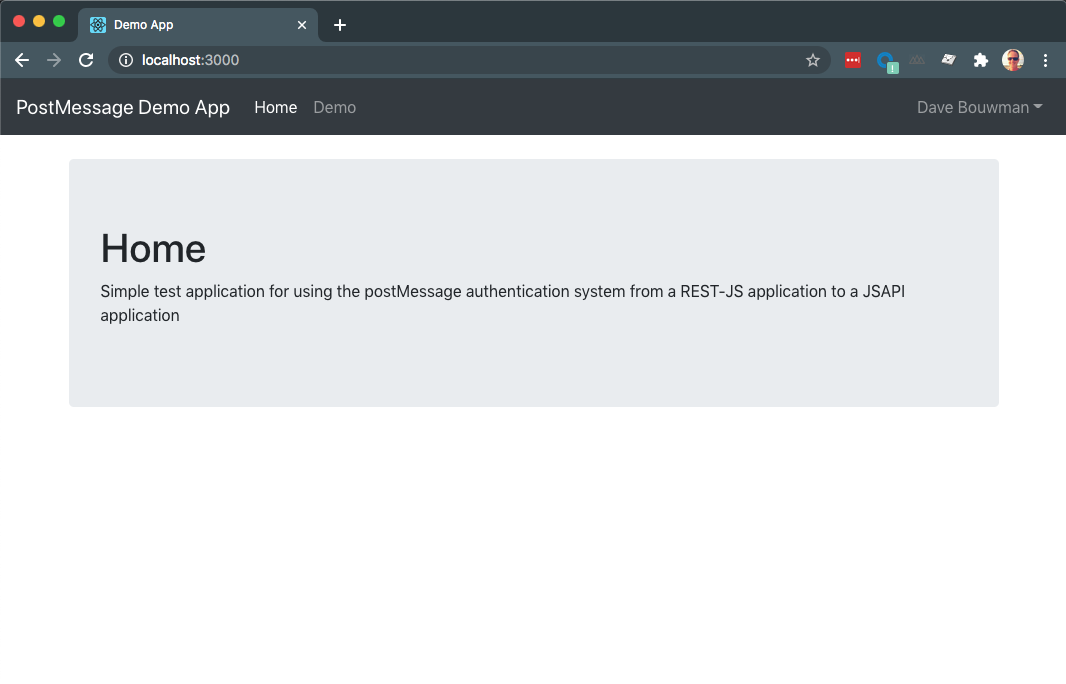 Demo App
localhost:3000
PostMessage Demo App Home Demo Dave Bouwman
Home
Simple test application for using the postMessage authentication system from a REST-JS application to a JSAPI
application